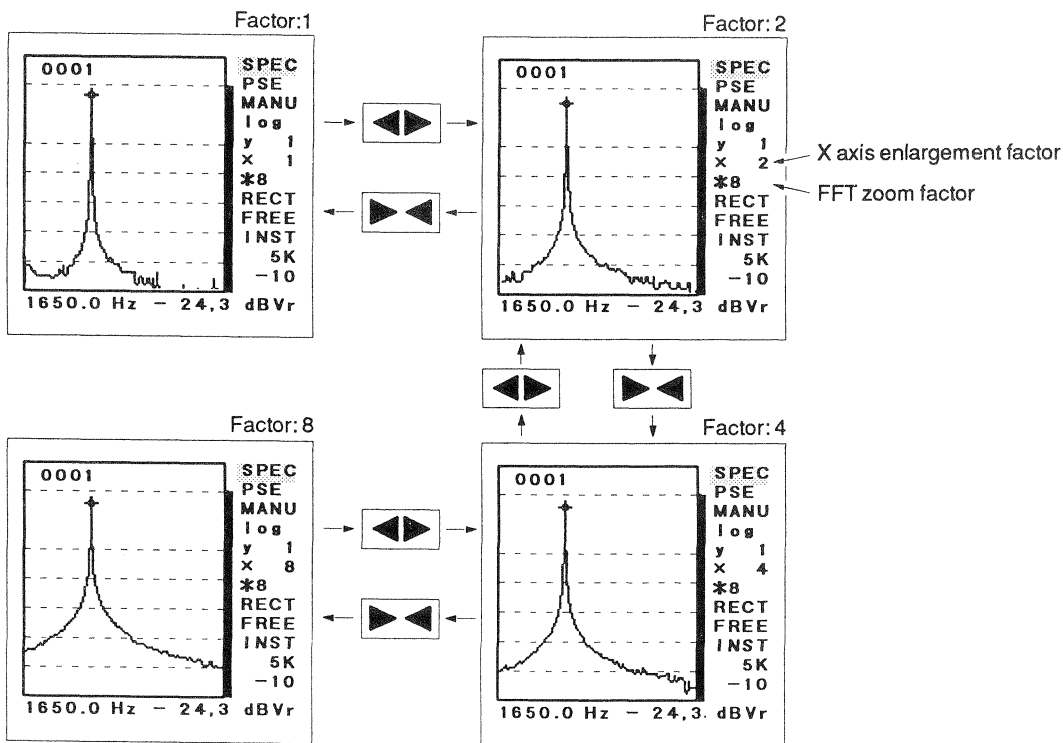 Factor:1
0001
SPEC
PSE
MANU
log
y 1
× 1
*8
RECT
FREE
INST
5K
-10
1650.0 Hz - 24,3 dBVr
Factor: 2
0001
SPEC
PSE
MANU
log
y 1
× 2
*8
RECT
FREE
INST
5K
-10
1650.0 Hz - 24,3 dBVr
X axis enlargement factor
FFT zoom factor
Factor: 8
0001
SPEC
PSE
MANU
log
y 1
× 8
*8
RECT
FREE
INST
5K
-10
1650.0 Hz - 24,3 dBVr
Factor: 4
0001
SPEC
PSE
MANU
log
y 1
× 4
*8
RECT
FREE
INST
5K
-10
1650.0 Hz - 24,3. dBVr